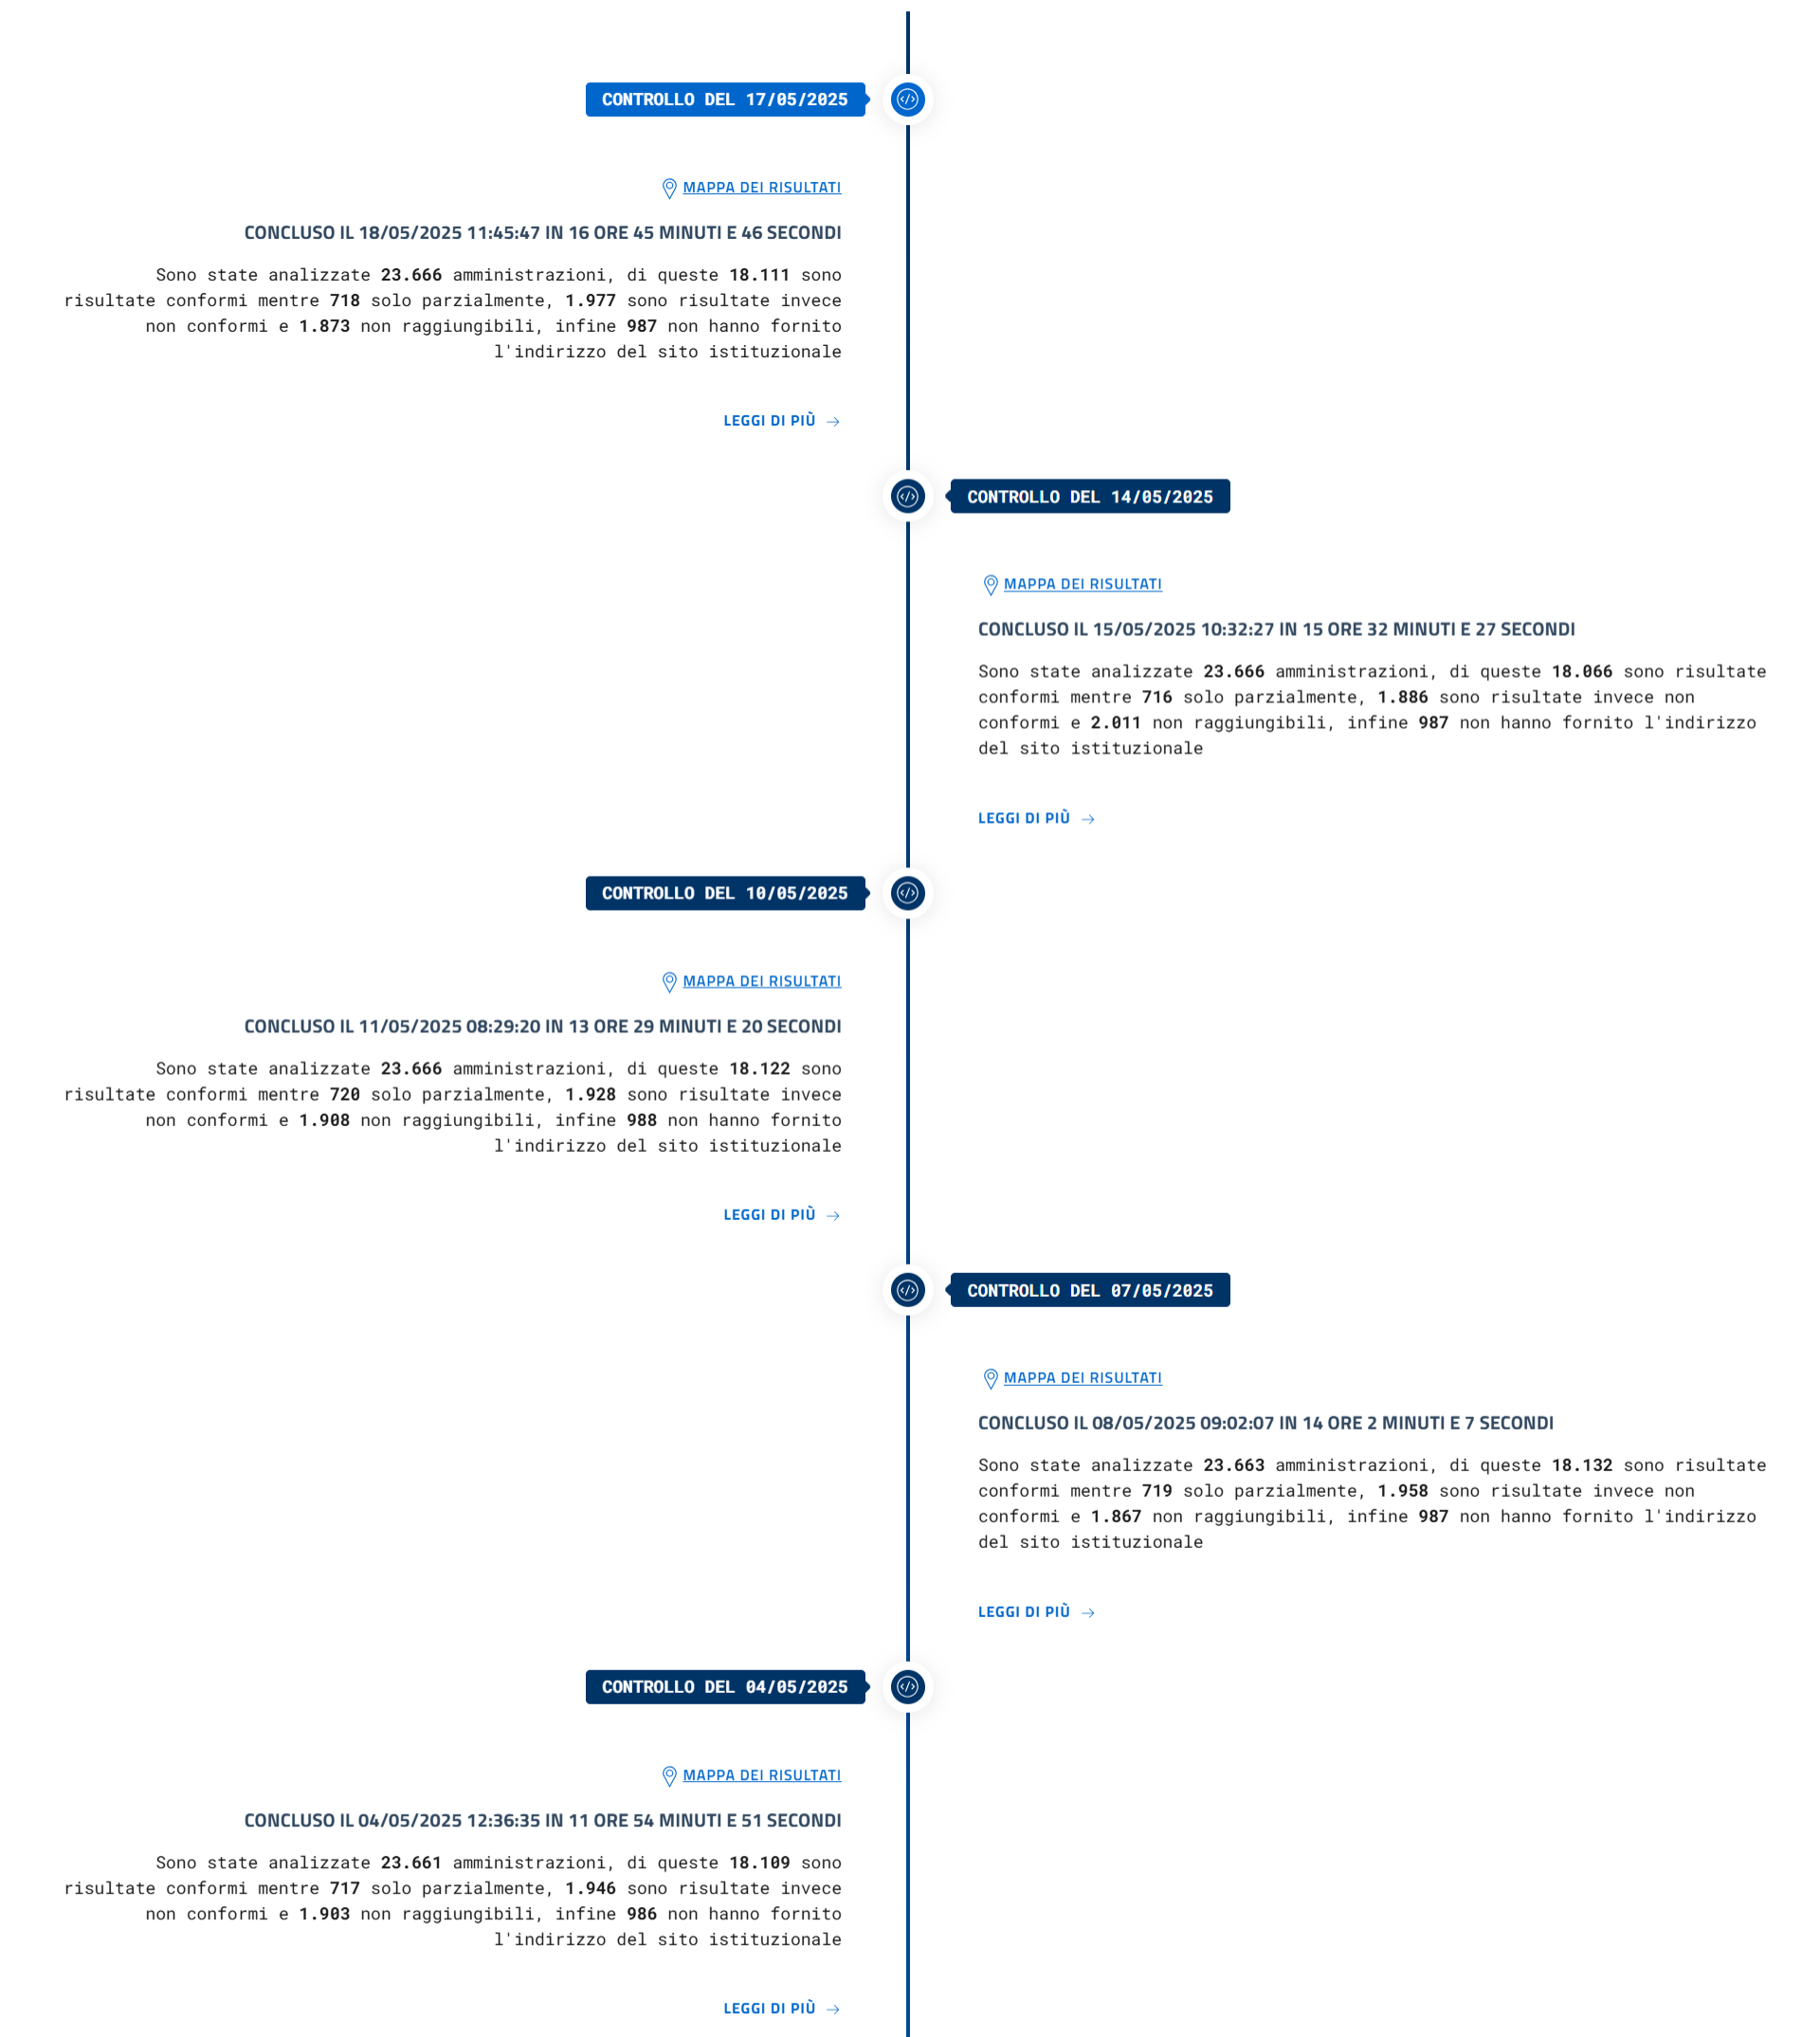 CONTROLLO DEL 17/05/2025
MAPPA DEI RISULTATI
CONCLUSO IL 18/05/2025 11:45:47 IN 16 ORE 45 MINUTI E 46 SECONDI
Sono state analizzate 23.666 amministrazioni, di queste 18.111 sono
risultate conformi mentre 718 solo parzialmente, 1.977 sono risultate invece
non conformi e 1.873 non raggiungibili, infine 987 non hanno fornito
l'indirizzo del sito istituzionale
LEGGI DI PIÙ
CONTROLLO DEL 14/05/2025
MAPPA DEI RISULTATI
CONCLUSO IL 15/05/2025 10:32:27 IN 15 ORE 32 MINUTI E 27 SECONDI
Sono state analizzate 23.666 amministrazioni, di queste 18.066 sono risultate
conformi mentre 716 solo parzialmente, 1.886 sono risultate invece non
conformi e 2.011 non raggiungibili, infine 987 non hanno fornito l'indirizzo
del sito istituzionale
LEGGI DI PIÙ
CONTROLLO DEL 10/05/2025
MAPPA DEI RISULTATI
CONCLUSO IL 11/05/2025 08:29:20 IN 13 ORE 29 MINUTI E 20 SECONDI
Sono state analizzate 23.666 amministrazioni, di queste 18.122 sono
risultate conformi mentre 720 solo parzialmente, 1.928 sono risultate invece
non conformi e 1.908 non raggiungibili, infine 988 non hanno fornito
l'indirizzo del sito istituzionale
LEGGI DI PIÙ
CONTROLLO DEL 07/05/2025
MAPPA DEI RISULTATI
CONCLUSO IL 08/05/2025 09:02:07 IN 14 ORE 2 MINUTI E 7 SECONDI
Sono state analizzate 23.663 amministrazioni, di queste 18.132 sono risultate
conformi mentre 719 solo parzialmente, 1.958 sono risultate invece non
conformi e 1.867 non raggiungibili, infine 987 non hanno fornito l'indirizzo
del sito istituzionale
LEGGI DI PIÙ
CONTROLLO DEL 04/05/2025
MAPPA DEI RISULTATI
CONCLUSO IL 04/05/2025 12:36:35 IN 11 ORE 54 MINUTI E 51 SECONDI
Sono state analizzate 23.661 amministrazioni, di queste 18.109 sono
risultate conformi mentre 717 solo parzialmente, 1.946 sono risultate invece
non conformi e 1.903 non raggiungibili, infine 986 non hanno fornito
l'indirizzo del sito istituzionale
LEGGI DI PIÙ